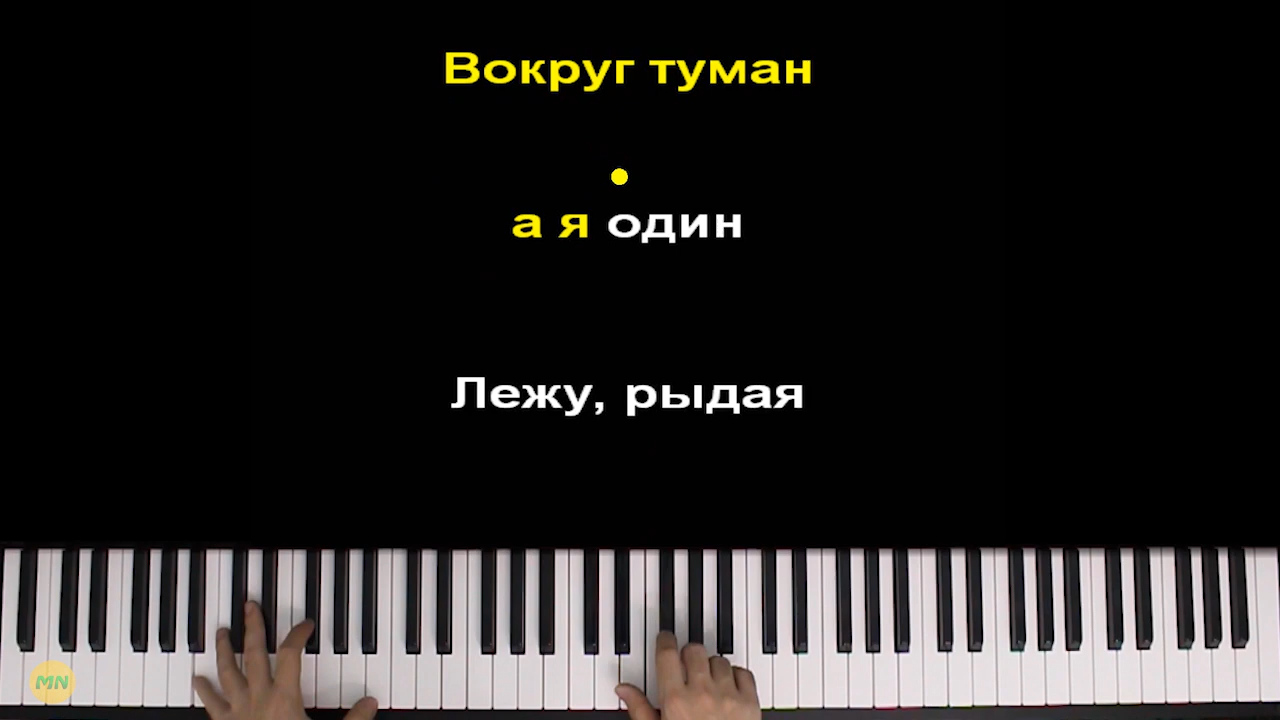 Вокруг туман
а я один
Лежу, рыдая
MN